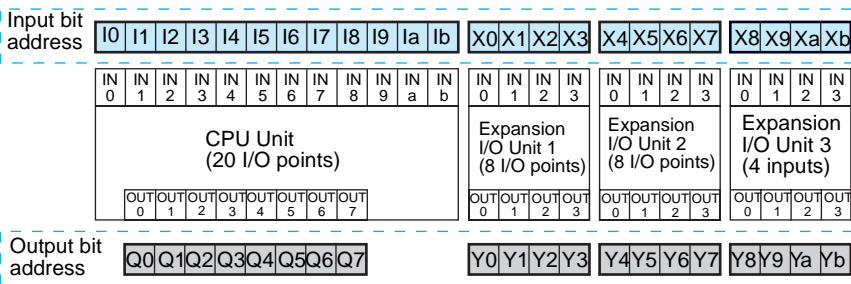 Input bit
address
I0 I1 I2 I3 I4 I5 I6 I7 I8 I9 Ia Ib X0 X1 X2 X3 X4 X5 X6 X7 X8 X9 Xa Xb
IN IN IN IN IN IN IN IN IN IN IN IN IN IN IN IN IN IN IN IN IN IN IN IN
0 1 2 3 4 5 6 7 8 9 a b 0 1 2 3 0 1 2 3 0 1 2 3
CPU Unit
(20 I/O points)
Expansion
I/O Unit 1
(8 I/O points)
Expansion
I/O Unit 2
(8 I/O points)
Expansion
I/O Unit 3
(4 inputs)
OUT OUT OUT OUT OUT OUT OUT OUT OUT OUT OUT OUT OUT OUT OUT OUT OUT OUT OUT OUT
0 1 2 3 4 5 6 7 0 1 2 3 0 1 2 3 0 1 2 3
Output bit
address
Q0 Q1 Q2 Q3 Q4 Q5 Q6 Q7 Y0 Y1 Y2 Y3 Y4 Y5 Y6 Y7 Y8 Y9 Ya Yb